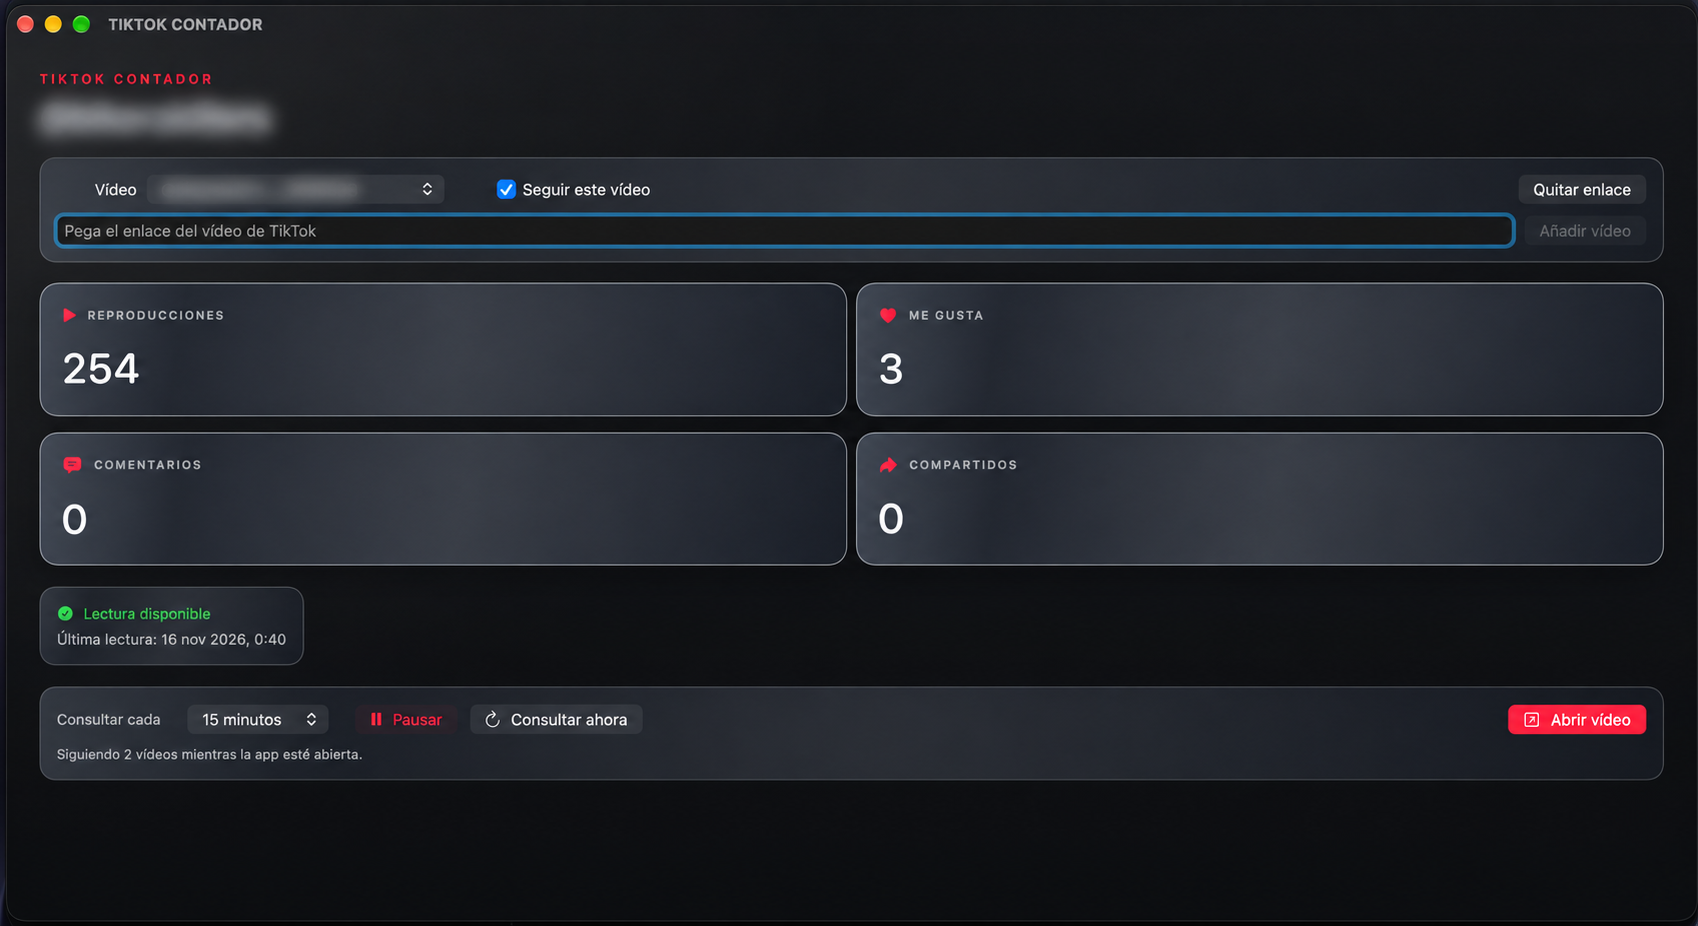 TIKTOK CONTADOR
TIKTOK CONTADOR
Vídeo
Seguir este vídeo
Quitar enlace
Pega el enlace del vídeo de TikTok
Añadir vídeo
REPRODUCCIONES
254
ME GUSTA
3
COMENTARIOS
0
COMPARTIDOS
0
Lectura disponible
Última lectura: 16 nov 2026, 0:40
Consultar cada
15 minutos
Pausar
Consultar ahora
Abrir vídeo
Siguiendo 2 vídeos mientras la app esté abierta.